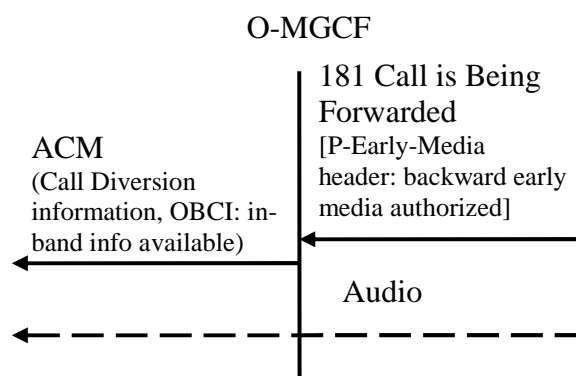 O-MGCF
181 Call is Being
Forwarded
[P-Early-Media
header: backward early
media authorized]
ACM
(Call Diversion
information, OBCI: in-
band info available)
Audio